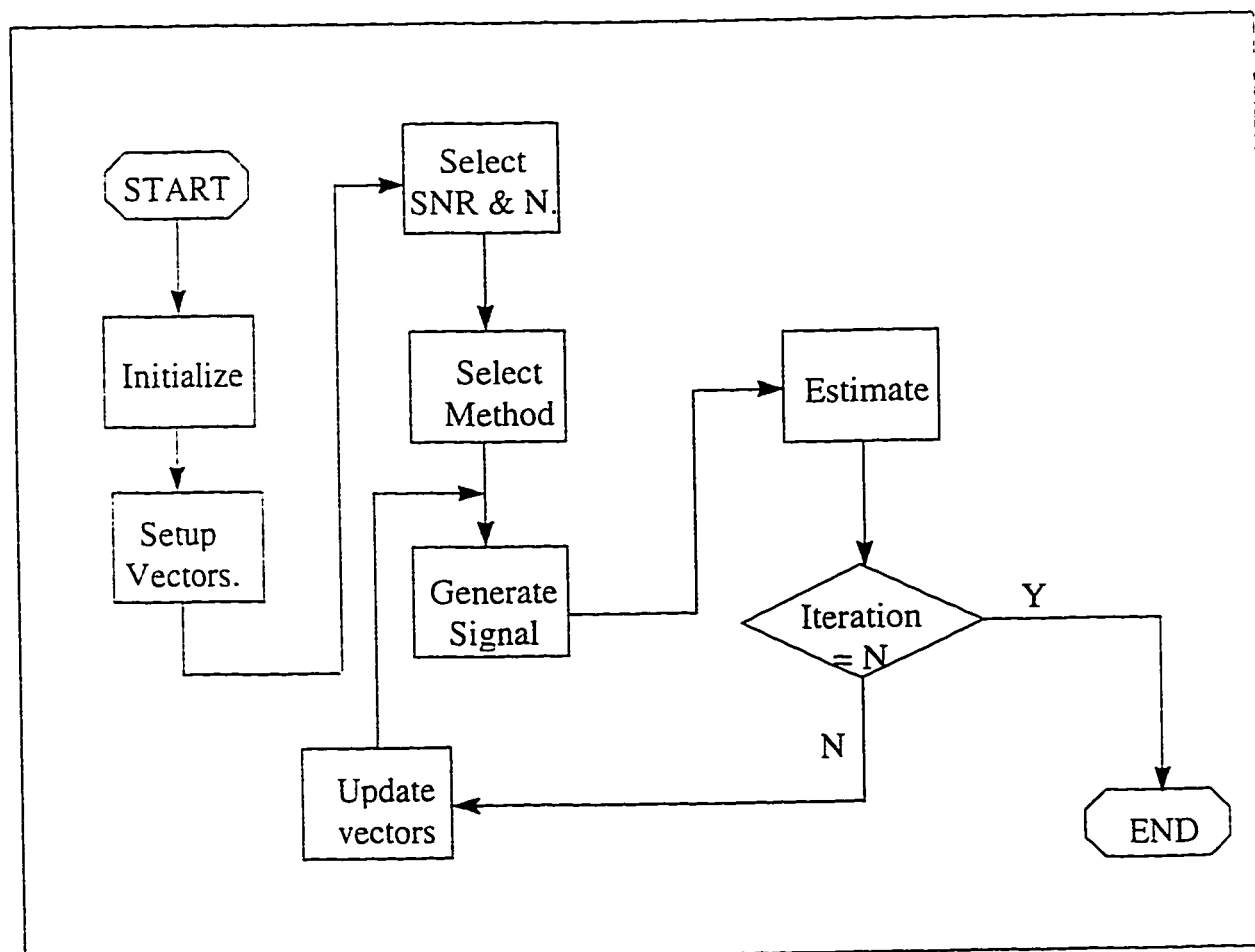 START
Initialize
Setup
Vectors.
Select
SNR & N.
Select
Method
Generate
Signal
Estimate
Iteration
= N
Y
N
Update
vectors
END